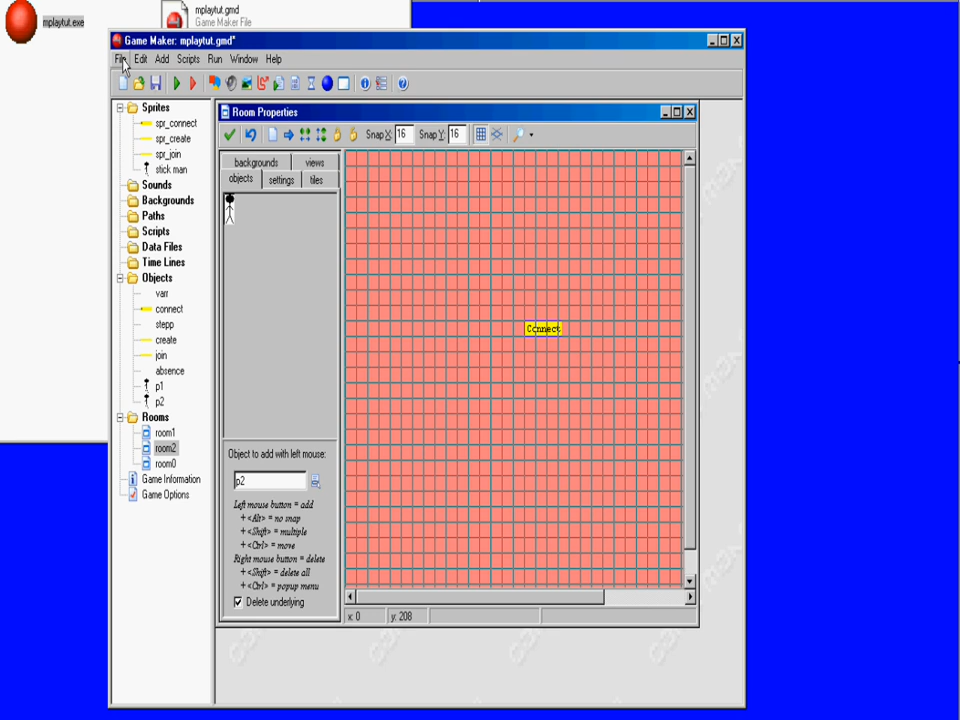 mplaytut.exe
mplaytut.gmd
Game Maker File
Game Maker: mplaytut.gmd*
File Edit Add Scripts Run Window Help
Sprites
spr_connect
spr_create
spr_join
stick man
Sounds
Backgrounds
Paths
Scripts
Data Files
Time Lines
Objects
varr
connect
stepp
create
join
absence
p1
p2
Rooms
room1
room2
room0
Game Information
Game Options
Room Properties
Snap X: 16 Snap Y: 16
backgrounds views
objects settings tiles
Object to add with left mouse:
p2
Left mouse button = add
+ <Alt> = no snap
+ <Shift> = multiple
+ <Ctrl> = move
Right mouse button = delete
+ <Shift> = delete all
+ <Ctrl> = popup menu
Delete underlying
Connect
x: 0 y: 208